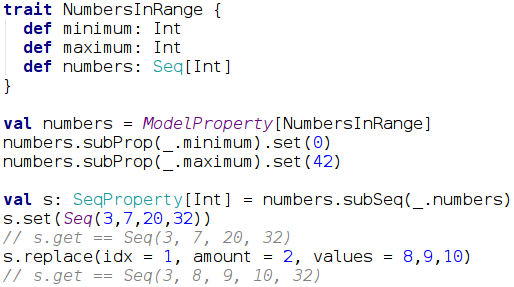 trait NumbersInRange {
  def minimum: Int
  def maximum: Int
  def numbers: Seq[Int]
}

val numbers = ModelProperty[NumbersInRange]
numbers.subProp(_.minimum).set(0)
numbers.subProp(_.maximum).set(42)

val s: SeqProperty[Int] = numbers.subSeq(_.numbers)
s.set(Seq(3,7,20,32))
// s.get == Seq(3, 7, 20, 32)
s.replace(idx = 1, amount = 2, values = 8,9,10)
// s.get == Seq(3, 8, 9, 10, 32)